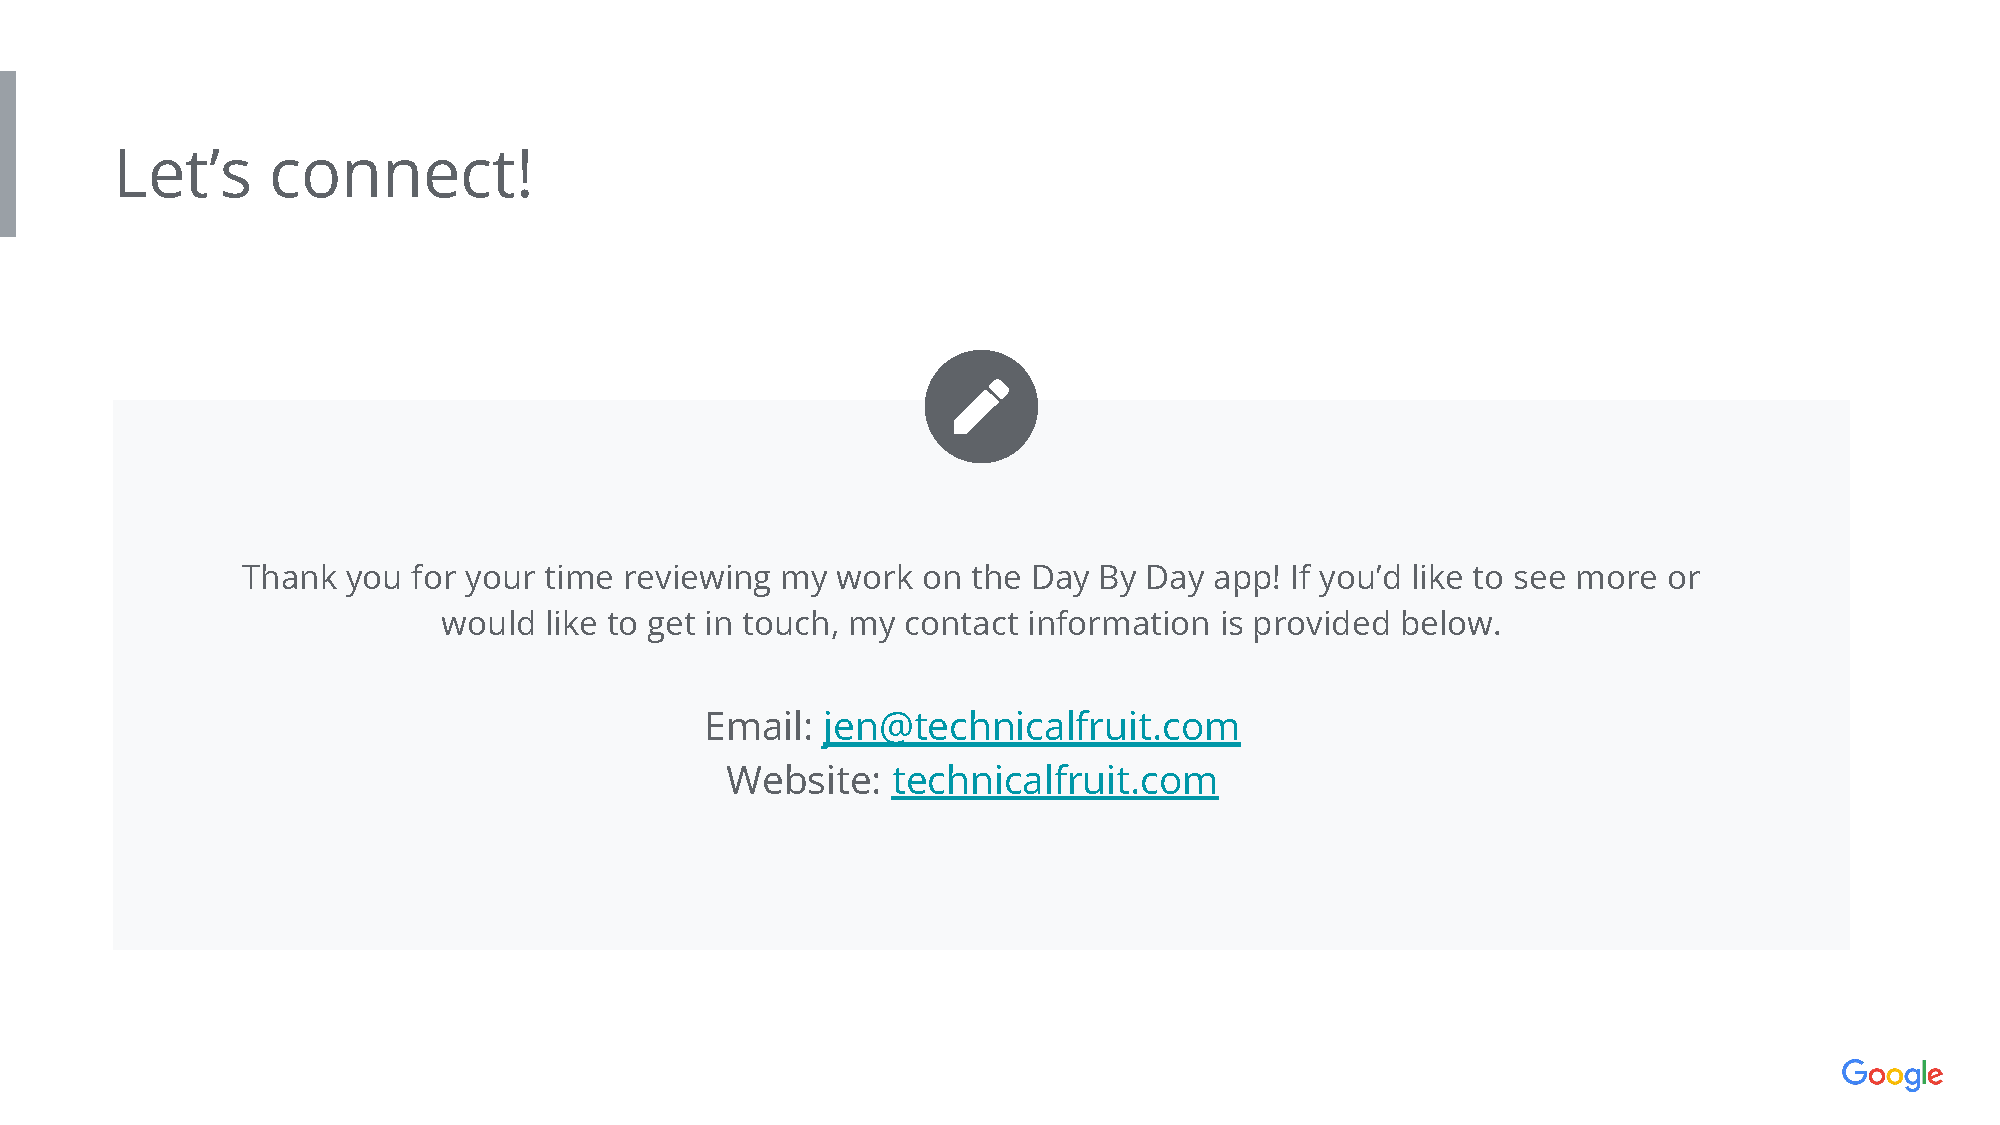 Let’s connect!
Thank you for your time reviewing my work on the Day By Day app! If you’d like to see more or
would like to get in touch, my contact information is provided below.
Email: jen@technicalfruit.com
Website: technicalfruit.com
Google